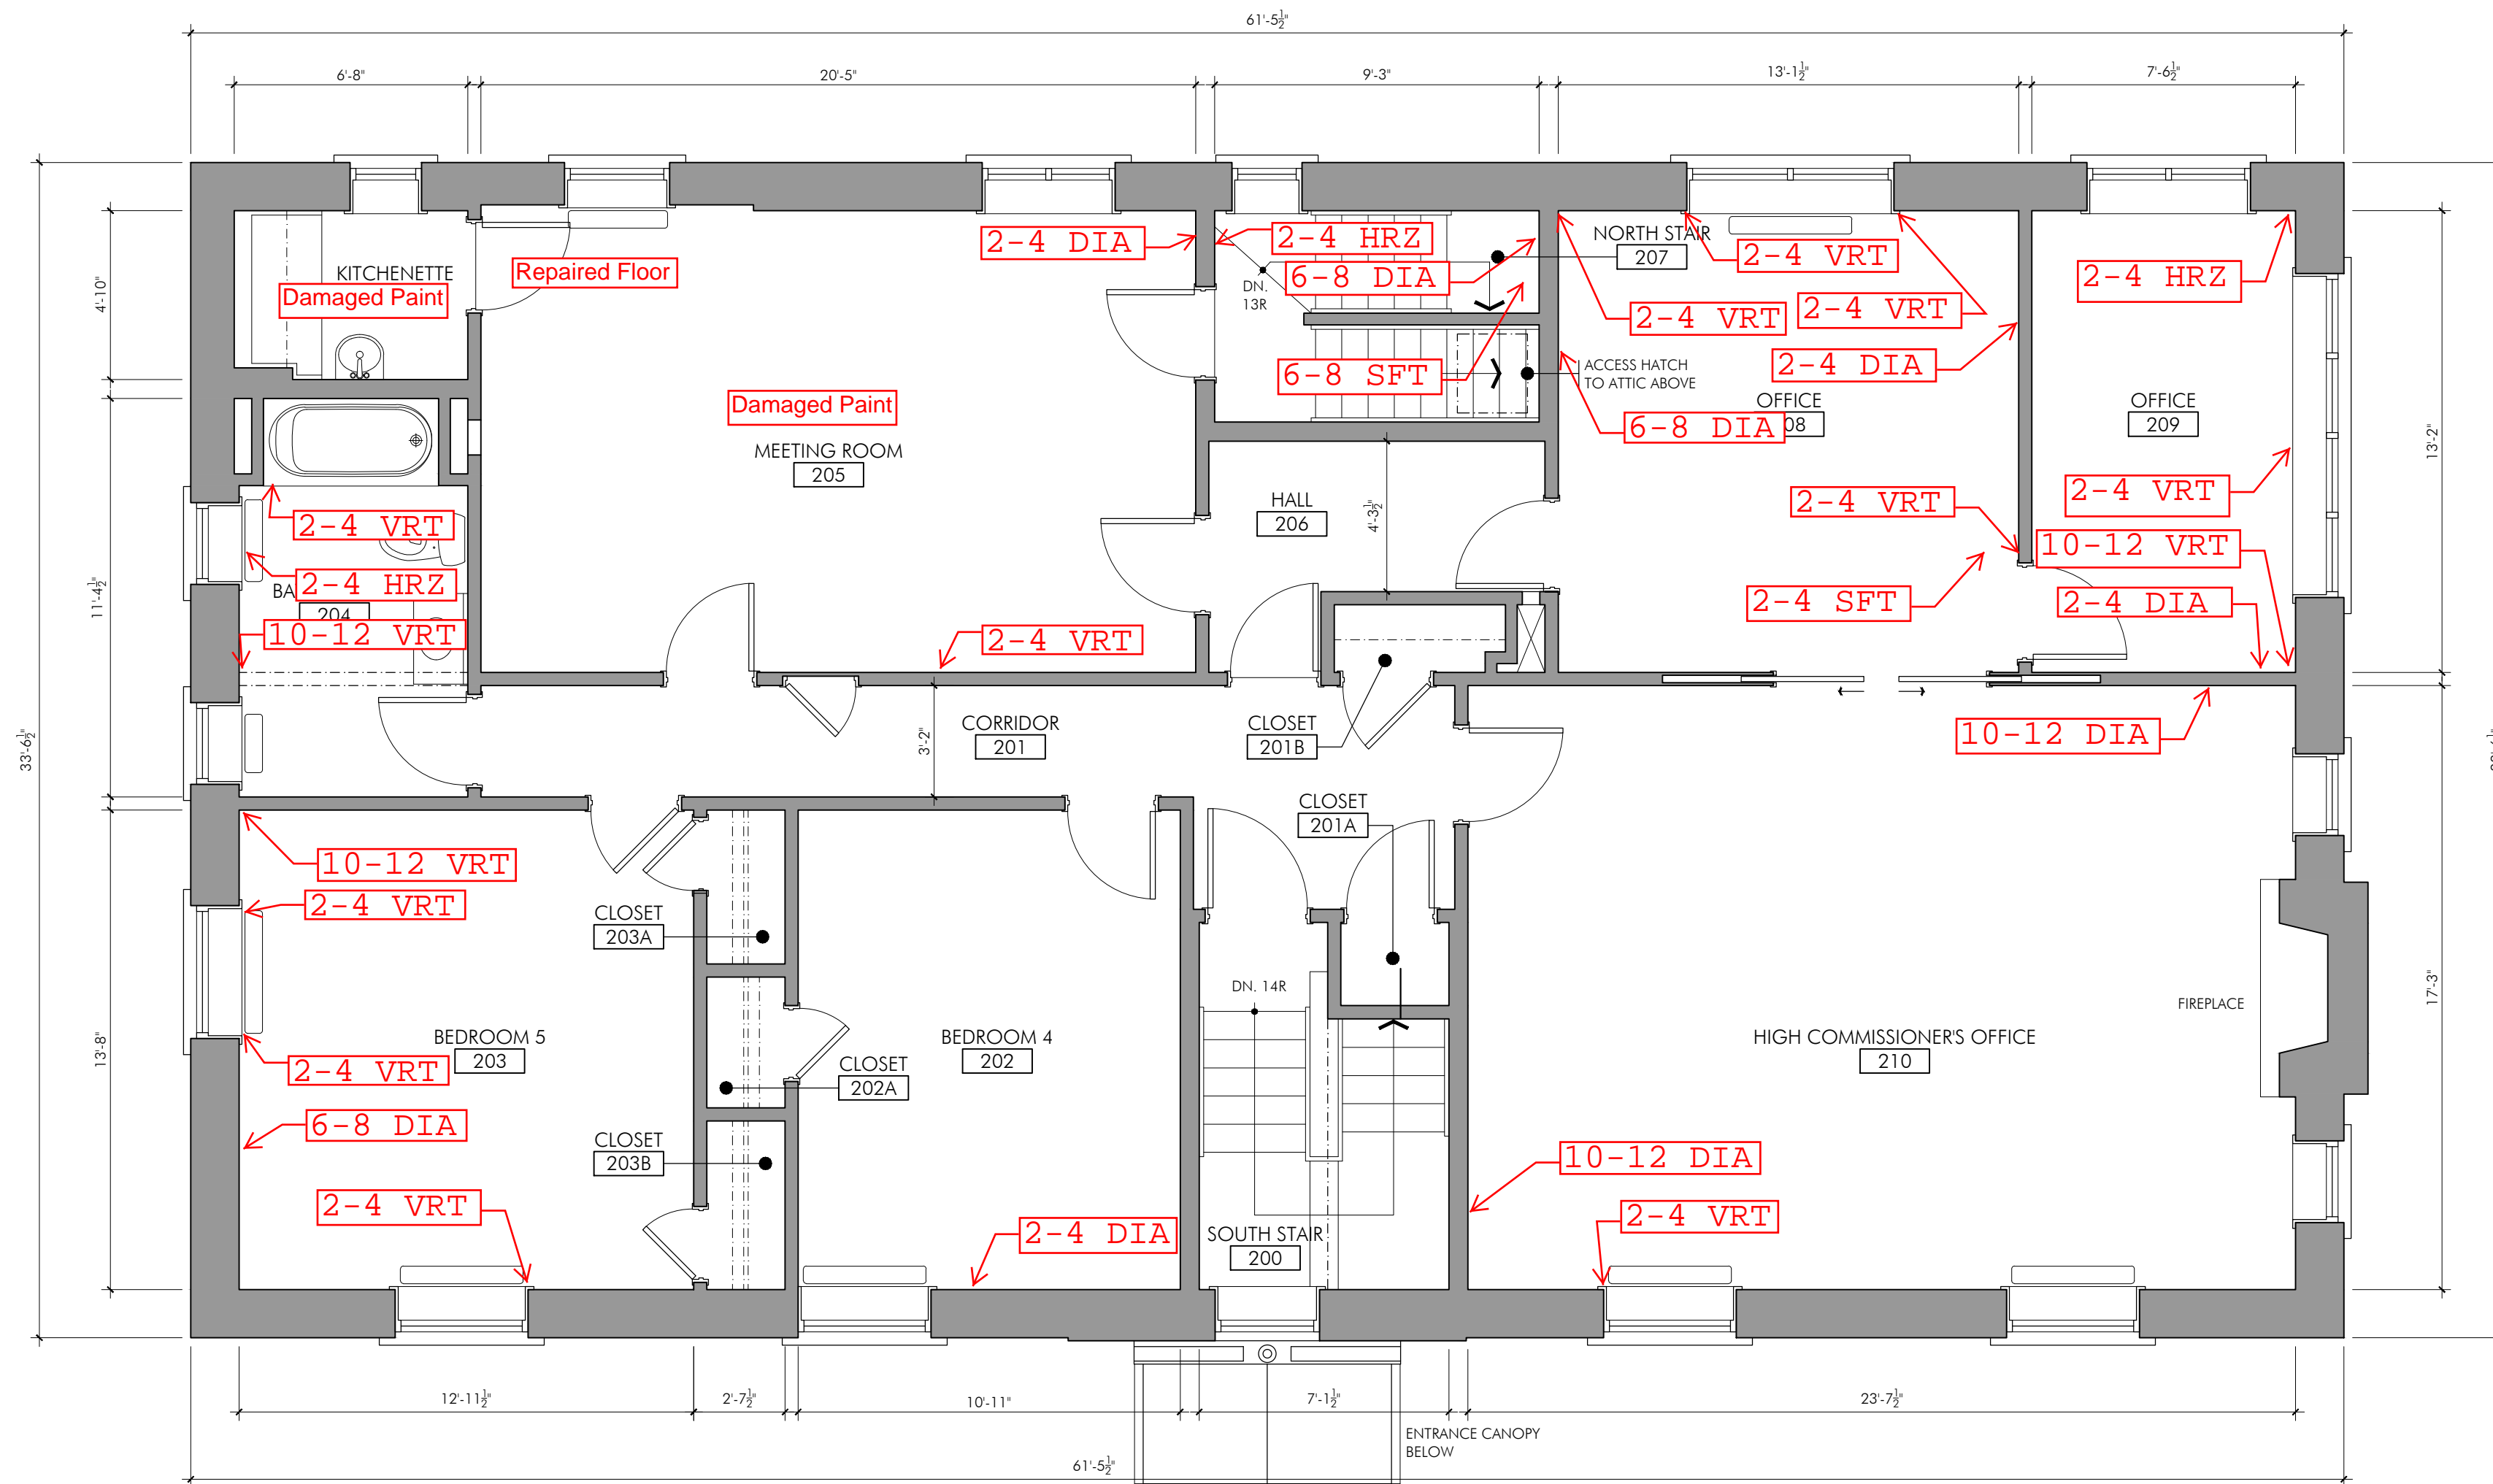 61'-5½"
6'-8"
20'-5"
9'-3"
13'-1½"
7'-6½"
2-4 DIA
2-4 HRZ
NORTH STAIR
207
2-4 VRT
KITCHENETTE
Repaired Floor
6-8 DIA
2-4 HRZ
Damaged Paint
DN.
13R
2-4 VRT
2-4 VRT
4'-10"
6-8 SFT
ACCESS HATCH
TO ATTIC ABOVE
2-4 DIA
Damaged Paint
OFFICE
08
6-8 DIA
OFFICE
209
13'-2"
MEETING ROOM
205
2-4 VRT
HALL
206
4'-3½"
2-4 VRT
2-4 VRT
10-12 VRT
11'-4½"
2-4 HRZ
BA
204
10-12 VRT
2-4 VRT
2-4 SFT
2-4 DIA
33'-6½"
CORRIDOR
201
3'-2"
CLOSET
201B
10-12 DIA
CLOSET
201A
10-12 VRT
2-4 VRT
CLOSET
203A
DN. 14R
17'-3"
FIREPLACE
13'-8"
BEDROOM 5
203
BEDROOM 4
202
HIGH COMMISSIONER'S OFFICE
210
2-4 VRT
CLOSET
202A
6-8 DIA
CLOSET
203B
10-12 DIA
2-4 VRT
2-4 DIA
SOUTH STAIR
200
2-4 VRT
12'-11½"
2'-7½"
10'-11"
7'-1½"
23'-7½"
ENTRANCE CANOPY
BELOW
61'-5½"